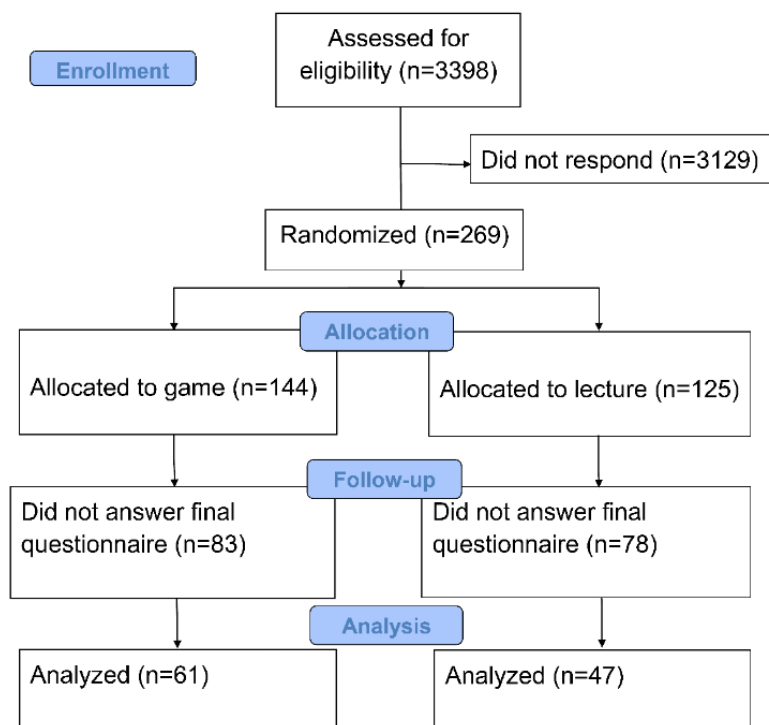 Assessed for
eligibility (n=3398)
Enrollment
Did not respond (n=3129)
Randomized (n=269)
Allocation
Allocated to game (n=144)
Allocated to lecture (n=125)
Follow-up
Did not answer final
questionnaire (n=83)
Did not answer final
questionnaire (n=78)
Analysis
Analyzed (n=61)
Analyzed (n=47)